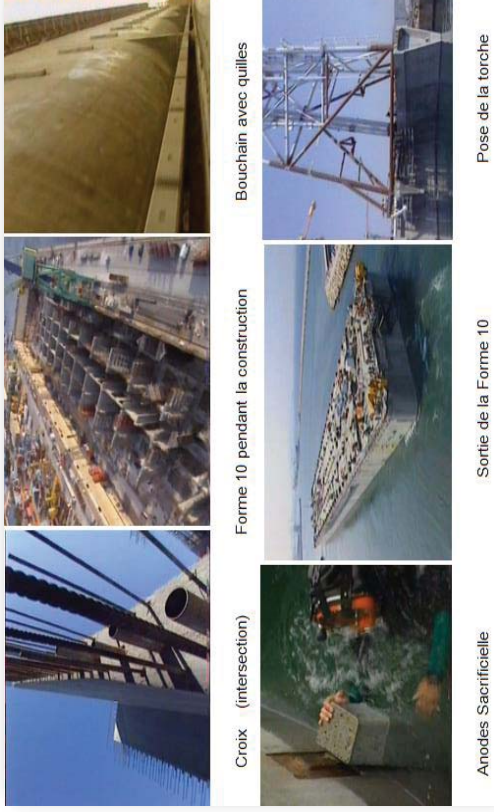 Croix (intersection)
Forme 10 pendant la construction
Bouchain avec quilles
Anodes Sacrificielle
Sortie de la Forme 10
Pose de la torche